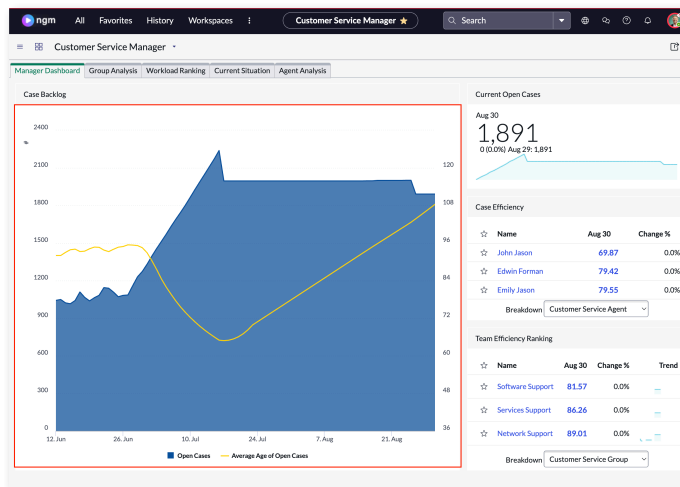 ngm All Favorites History Workspaces Customer Service Manager Search
Customer Service Manager
Manager Dashboard Group Analysis Workload Ranking Current Situation Agent Analysis
Case Backlog
2400
2100
1800
1500
1200
900
600
300
0
#
120
108
96
84
72
60
48
36
12. Jun 26. Jun 10. Jul 24. Jul 7. Aug 21. Aug
Open Cases Average Age of Open Cases
Current Open Cases
Aug 30
1,891
0 (0.0%) Aug 29: 1,891
Case Efficiency
Name Aug 30 Change %
John Jason 69.87 0.0%
Edwin Forman 79.42 0.0%
Emily Jason 79.55 0.0%
Breakdown Customer Service Agent
Team Efficiency Ranking
Name Aug 30 Change % Trend
Software Support 81.57 0.0%
Services Support 86.26 0.0%
Network Support 89.01 0.0%
Breakdown Customer Service Group